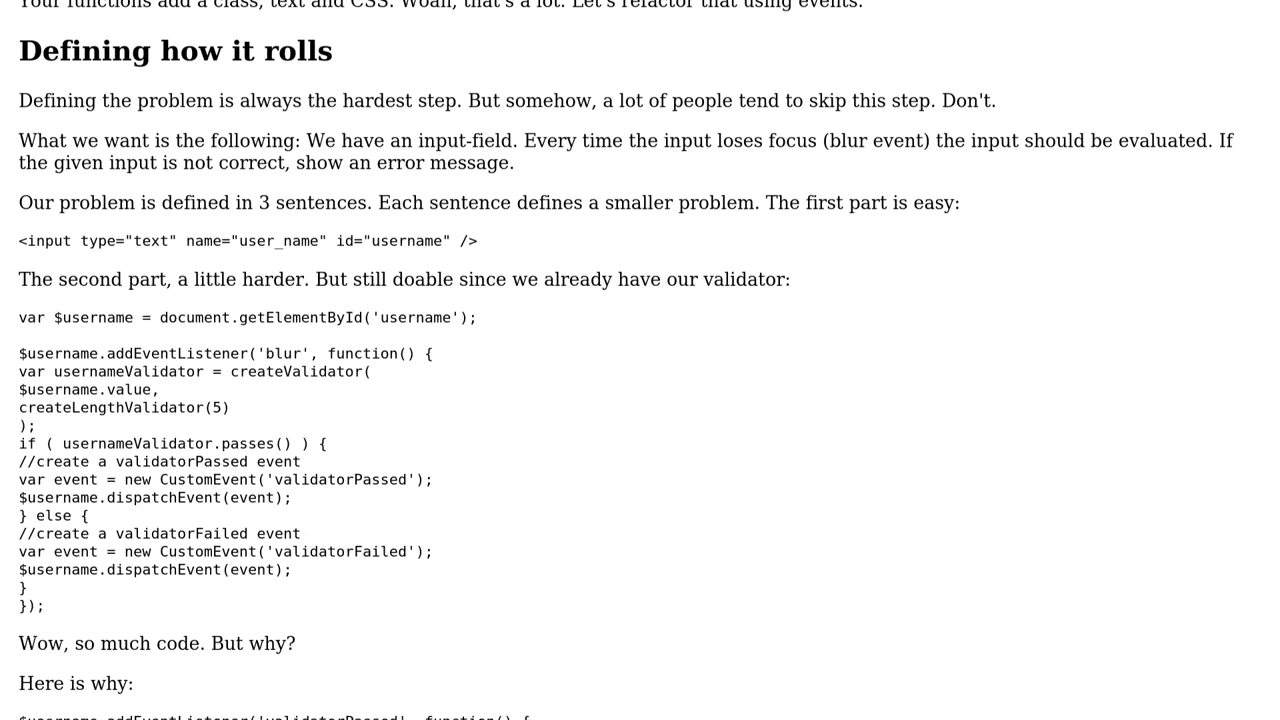 Your functions add a class, text and CSS. Woah, that's a lot. Let's refactor that using events.
Defining how it rolls
Defining the problem is always the hardest step. But somehow, a lot of people tend to skip this step. Don't.
What we want is the following: We have an input-field. Every time the input loses focus (blur event) the input should be evaluated. If
the given input is not correct, show an error message.
Our problem is defined in 3 sentences. Each sentence defines a smaller problem. The first part is easy:
<input type="text" name="user_name" id="username" />
The second part, a little harder. But still doable since we already have our validator:
var $username = document.getElementById('username');
$username.addEventListener('blur', function() {
var usernameValidator = createValidator(
$username.value,
createLengthValidator(5)
);
if ( usernameValidator.passes() ) {
//create a validatorPassed event
var event = new CustomEvent('validatorPassed');
$username.dispatchEvent(event);
} else {
//create a validatorFailed event
var event = new CustomEvent('validatorFailed');
$username.dispatchEvent(event);
}
});
Wow, so much code. But why?
Here is why:
$username.addEventListener('validatorPassed', function() {